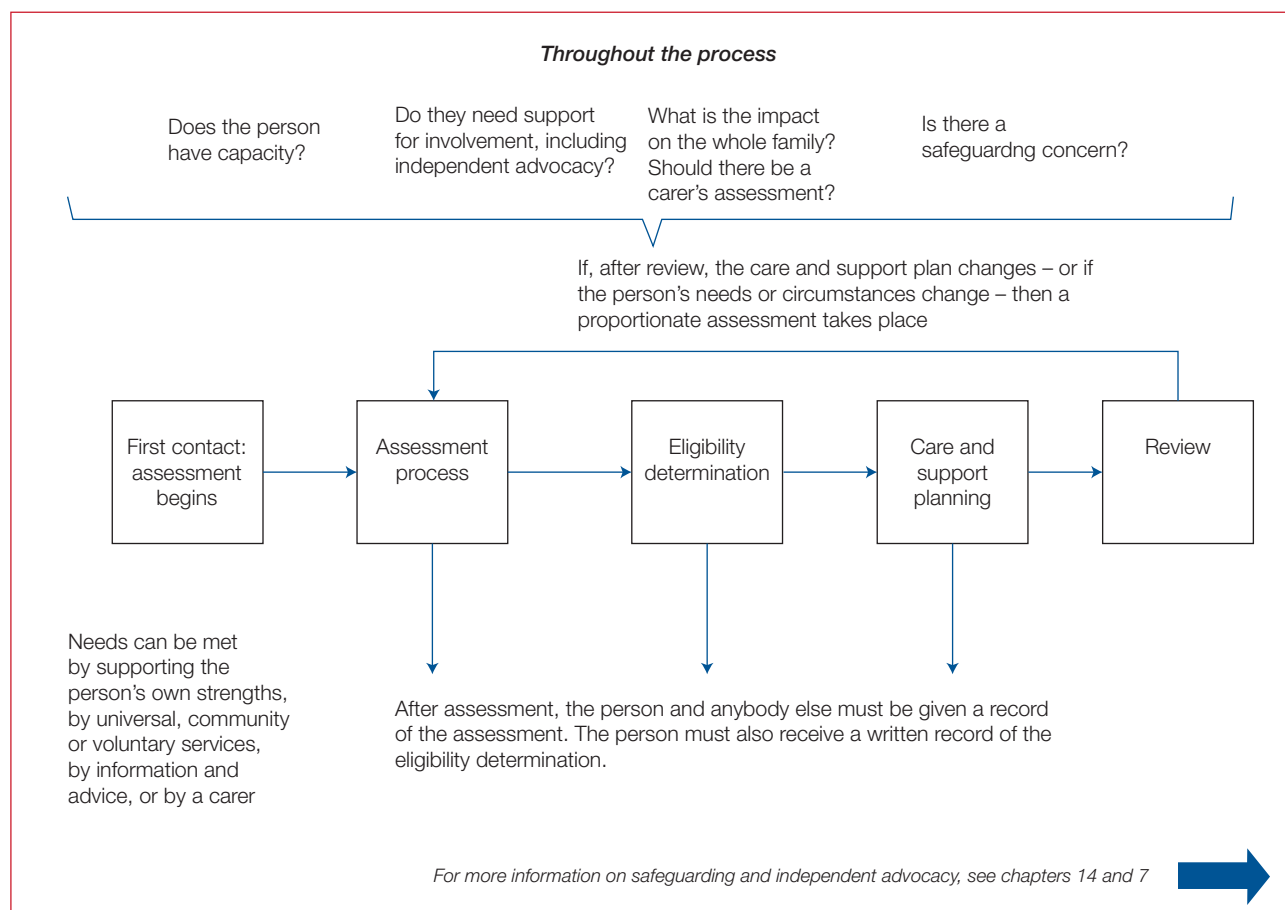 Throughout the process
Does the person
have capacity?
Do they need support
for involvement, including
independent advocacy?
What is the impact
on the whole family?
Should there be a
carer's assessment?
Is there a
safeguardng concern?
If, after review, the care and support plan changes – or if
the person's needs or circumstances change – then a
proportionate assessment takes place
First contact:
assessment
begins
Assessment
process
Eligibility
determination
Care and
support
planning
Review
Needs can be met
by supporting the
person's own strengths,
by universal, community
or voluntary services,
by information and
advice, or by a carer
After assessment, the person and anybody else must be given a record
of the assessment. The person must also receive a written record of the
eligibility determination.
For more information on safeguarding and independent advocacy, see chapters 14 and 7